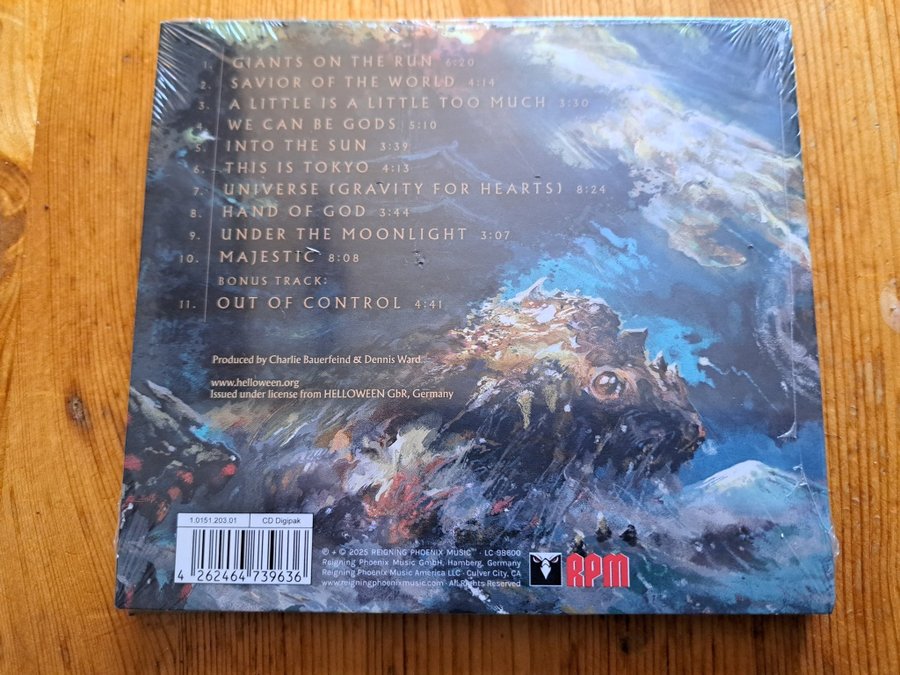 1. GIANTS ON THE RUN 6:20
2. SAVIOR OF THE WORLD 4:14
3. A LITTLE IS A LITTLE TOO MUCH 3:30
4. WE CAN BE GODS 5:10
5. INTO THE SUN 3:39
6. THIS IS TOKYO 4:13
7. UNIVERSE (GRAVITY FOR HEARTS) 8:24
8. HAND OF GOD 3:44
9. UNDER THE MOONLIGHT 3:07
10. MAJESTIC 8:08
BONUS TRACK:
11. OUT OF CONTROL 4:41
Produced by Charlie Bauerfeind & Dennis Ward
www.helloween.org
Issued under license from HELLOWEEN GbR, Germany
1.0151.203.01 CD Digipak
4 262464 739636
℗ + © 2025 REIGNING PHOENIX MUSIC™ · LC 98600
Reigning Phoenix Music GmbH, Hamberg, Germany
Reigning Phoenix Music America LLC · Culver City, CA
www.reigningphoenixmusic.com · All Rights Reserved
RPM